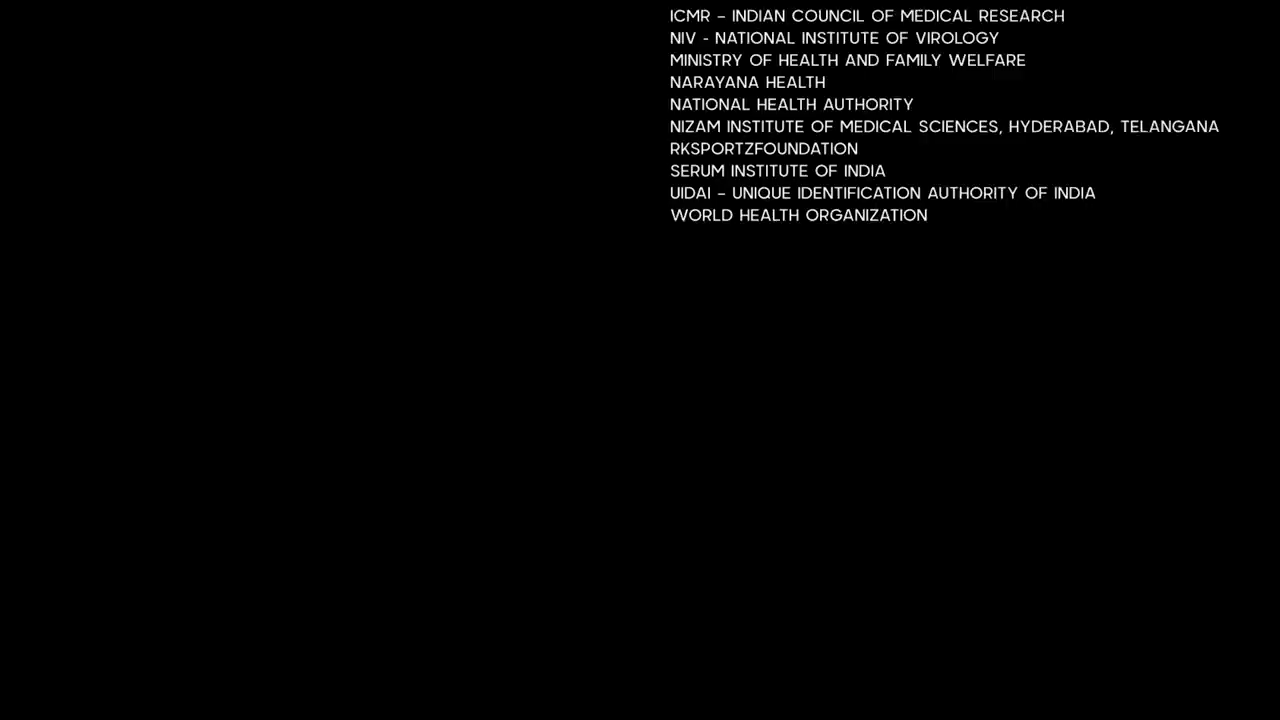 ICMR – INDIAN COUNCIL OF MEDICAL RESEARCH
NIV - NATIONAL INSTITUTE OF VIROLOGY
MINISTRY OF HEALTH AND FAMILY WELFARE
NARAYANA HEALTH
NATIONAL HEALTH AUTHORITY
NIZAM INSTITUTE OF MEDICAL SCIENCES, HYDERABAD, TELANGANA
RKSPORTZFOUNDATION
SERUM INSTITUTE OF INDIA
UIDAI – UNIQUE IDENTIFICATION AUTHORITY OF INDIA
WORLD HEALTH ORGANIZATION